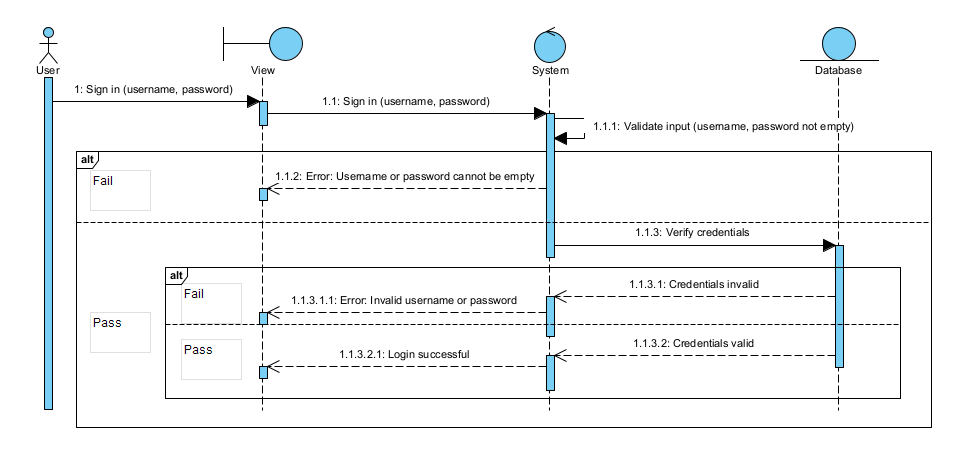 User
View
System
Database
1: Sign in (username, password)
1.1: Sign in (username, password)
1.1.1: Validate input (username, password not empty)
alt
Fail
1.1.2: Error: Username or password cannot be empty
1.1.3: Verify credentials
alt
Fail
1.1.3.1: Credentials invalid
1.1.3.1.1: Error: Invalid username or password
Pass
Pass
1.1.3.2: Credentials valid
1.1.3.2.1: Login successful